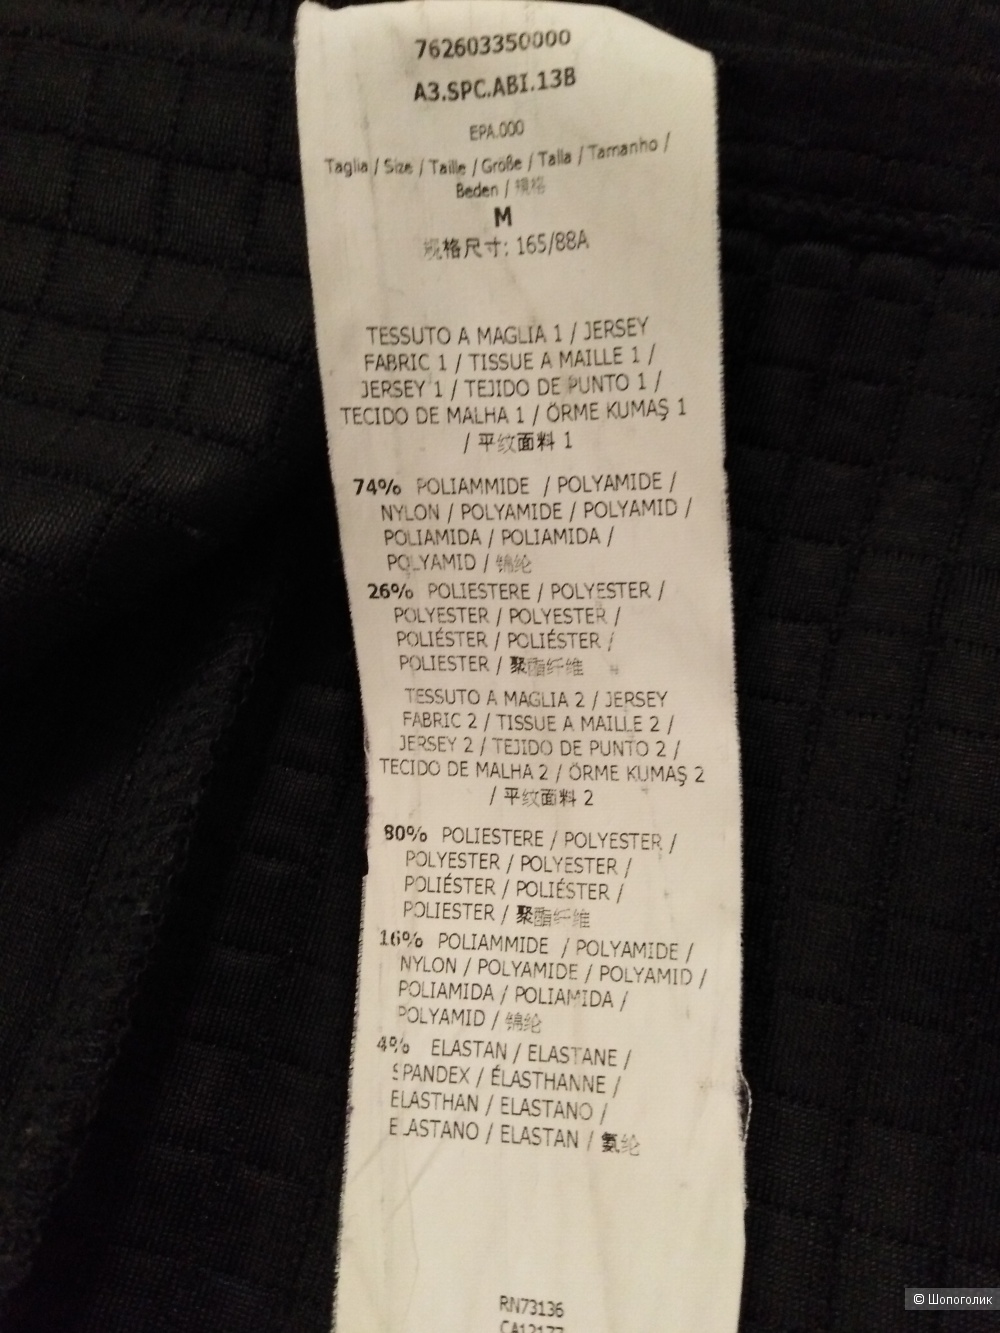 762603350000
A3.SPC.ABI.13B
EPA.000
Taglia / Size / Taille / Größe / Talla / Tamanho /
Beden / 规格
M
规格尺寸: 165/88A
TESSUTO A MAGLIA 1 / JERSEY
FABRIC 1 / TISSUE A MAILLE 1 /
JERSEY 1 / TEJIDO DE PUNTO 1 /
TECIDO DE MALHA 1 / ÖRME KUMAŞ 1
/ 平纹面料 1
74% POLIAMMIDE / POLYAMIDE /
NYLON / POLYAMIDE / POLYAMID /
POLIAMIDA / POLIAMIDA /
POLYAMID / 锦纶
26% POLIESTERE / POLYESTER /
POLYESTER / POLYESTER /
POLIÉSTER / POLIÉSTER /
POLIESTER / 聚酯纤维
TESSUTO A MAGLIA 2 / JERSEY
FABRIC 2 / TISSUE A MAILLE 2 /
JERSEY 2 / TEJIDO DE PUNTO 2 /
TECIDO DE MALHA 2 / ÖRME KUMAŞ 2
/ 平纹面料 2
80% POLIESTERE / POLYESTER /
POLYESTER / POLYESTER /
POLIÉSTER / POLIÉSTER /
POLIESTER / 聚酯纤维
16% POLIAMMIDE / POLYAMIDE /
NYLON / POLYAMIDE / POLYAMID /
POLIAMIDA / POLIAMIDA /
POLYAMID / 锦纶
4% ELASTAN / ELASTANE /
SPANDEX / ÉLASTHANNE /
ELASTHAN / ELASTANO /
ELASTANO / ELASTAN / 氨纶
RN73136
© Шопоголик